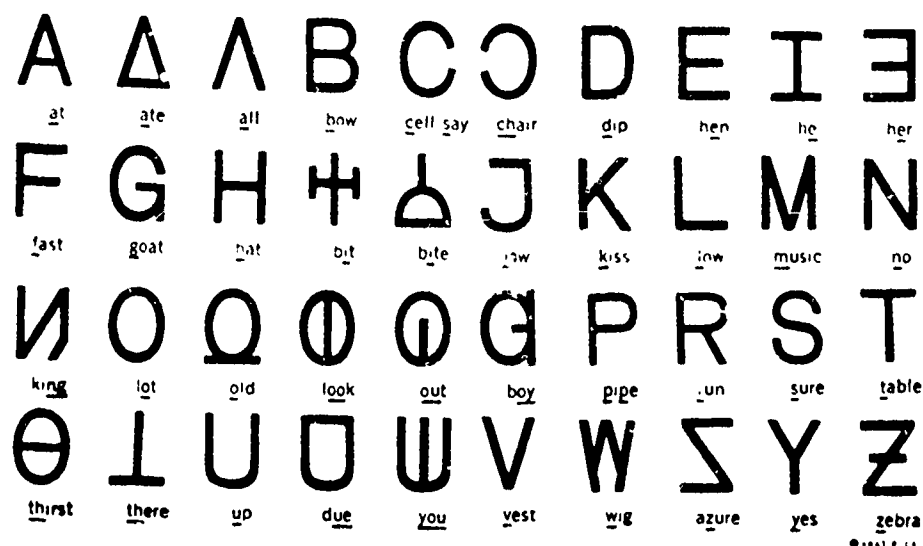 A Δ Λ B C Ɔ D E I Ǝ
at ate all bow cell say chair dip hen he her
F G H J K L M N
fast goat hat bit bite jaw kiss low music no
И O Ω Φ P R S T
king lot old look out boy pipe run sure table
Θ ⊥ U V W Y Ƶ
thirst there up due you vest wig azure yes zebra